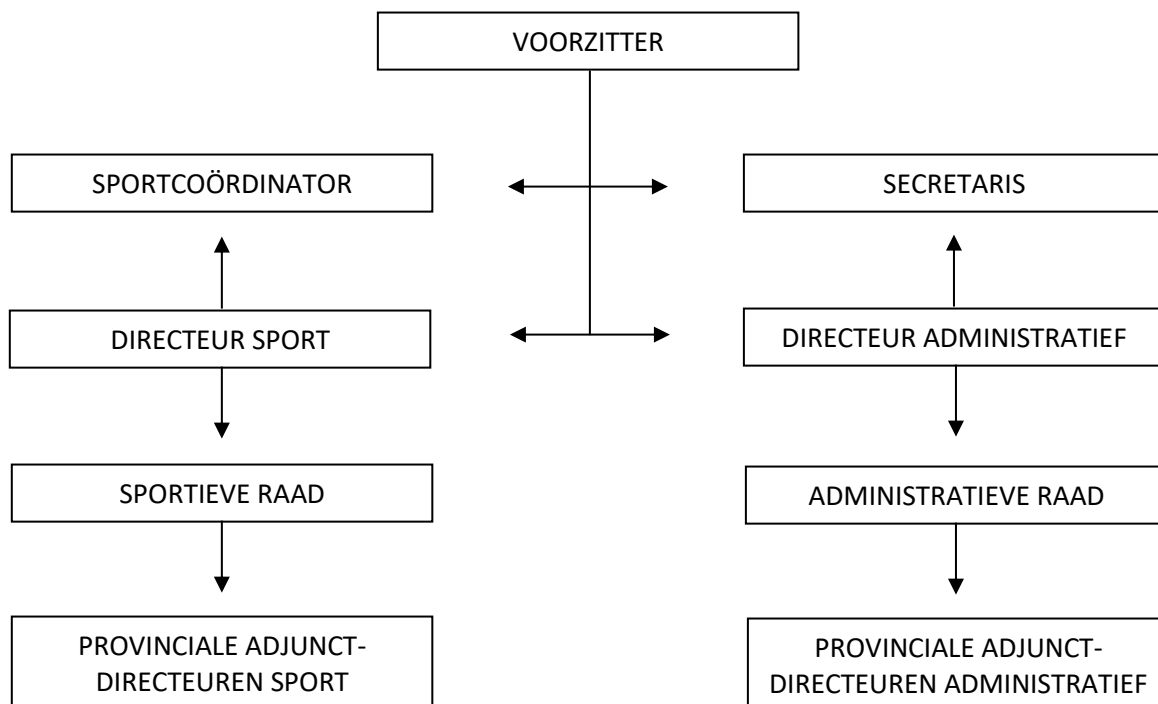 VOORZITTER
SPORTCOÖRDINATOR
SECRETARIS
DIRECTEUR SPORT
DIRECTEUR ADMINISTRATIEF
SPORTIEVE RAAD
ADMINISTRATIEVE RAAD
PROVINCIALE ADJUNCT-
DIRECTEUREN SPORT
PROVINCIALE ADJUNCT-
DIRECTEUREN ADMINISTRATIEF